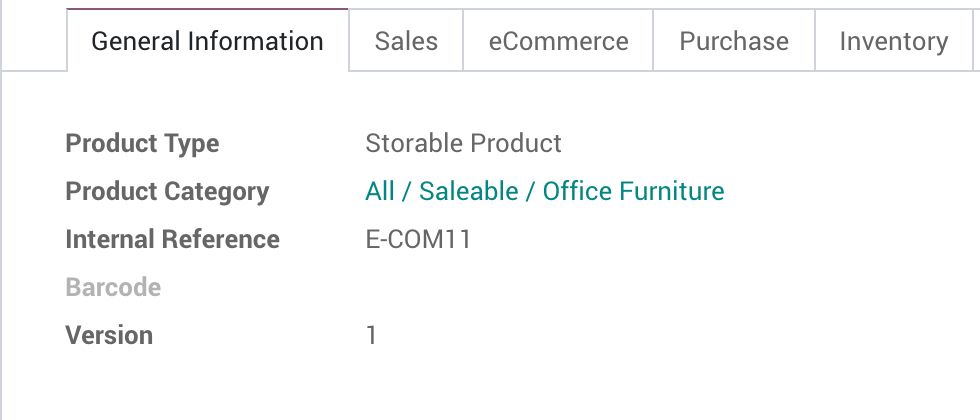 General Information Sales eCommerce Purchase Inventory
Product Type Storable Product
Product Category All / Saleable / Office Furniture
Internal Reference E-COM11
Barcode
Version 1